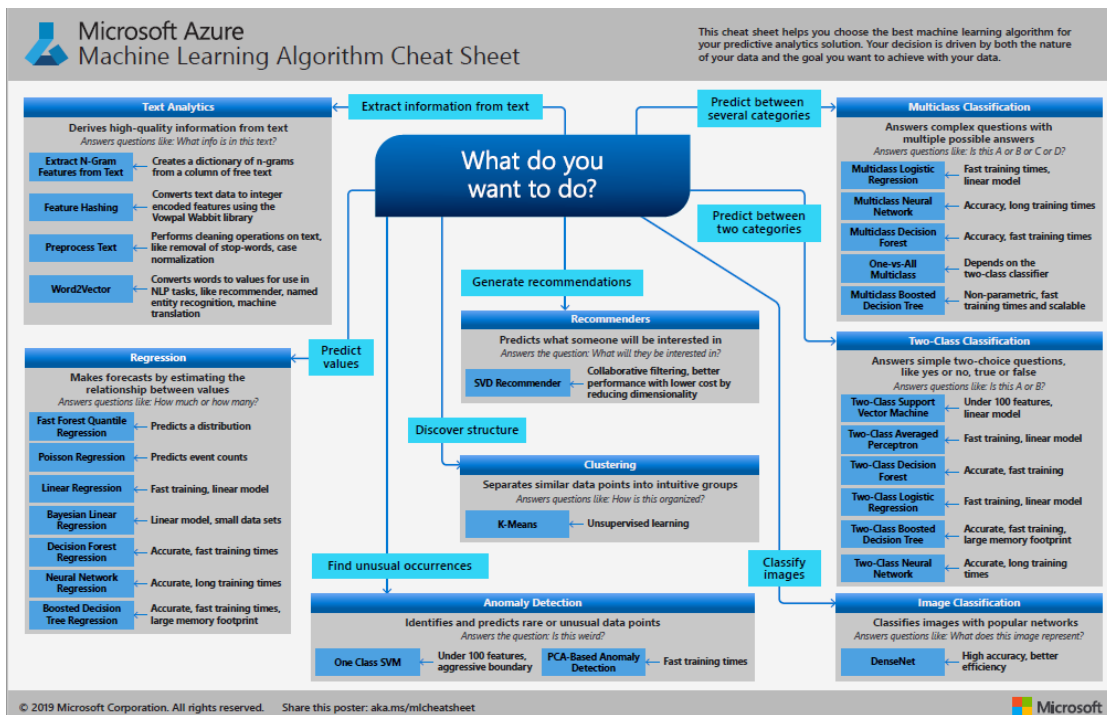 Microsoft Azure
Machine Learning Algorithm Cheat Sheet
This cheat sheet helps you choose the best machine learning algorithm for
your predictive analytics solution. Your decision is driven by both the nature
of your data and the goal you want to achieve with your data.
What do you
want to do?
Extract information from text
Text Analytics
Derives high-quality information from text
Answers questions like: What info is in this text?
Extract N-Gram
Features from Text
Creates a dictionary of n-grams
from a column of free text
Feature Hashing
Converts text data to integer
encoded features using the
Vowpal Wabbit library
Preprocess Text
Performs cleaning operations on text,
like removal of stop-words, case
normalization
Word2Vector
Converts words to values for use in
NLP tasks, like recommender, named
entity recognition, machine
translation
Predict
values
Regression
Makes forecasts by estimating the
relationship between values
Answers questions like: How much or how many?
Fast Forest Quantile
Regression
Predicts a distribution
Poisson Regression
Predicts event counts
Linear Regression
Fast training, linear model
Bayesian Linear
Regression
Linear model, small data sets
Decision Forest
Regression
Accurate, fast training times
Neural Network
Regression
Accurate, long training times
Boosted Decision
Tree Regression
Accurate, fast training times,
large memory footprint
Generate recommendations
Recommenders
Predicts what someone will be interested in
Answers the question: What will they be interested in?
SVD Recommender
Collaborative filtering, better
performance with lower cost by
reducing dimensionality
Discover structure
Clustering
Separates similar data points into intuitive groups
Answers questions like: How is this organized?
K-Means
Unsupervised learning
Find unusual occurrences
Anomaly Detection
Identifies and predicts rare or unusual data points
Answers the question: Is this weird?
One Class SVM
Under 100 features,
aggressive boundary
PCA-Based Anomaly
Detection
Fast training times
Predict between
several categories
Multiclass Classification
Answers complex questions with
multiple possible answers
Answers questions like: Is this A or B or C or D?
Multiclass Logistic
Regression
Fast training times,
linear model
Multiclass Neural
Network
Accuracy, long training times
Multiclass Decision
Forest
Accuracy, fast training times
One-vs-All
Multiclass
Depends on the
two-class classifier
Multiclass Boosted
Decision Tree
Non-parametric, fast
training times and scalable
Predict between
two categories
Two-Class Classification
Answers simple two-choice questions,
like yes or no, true or false
Answers questions like: Is this A or B?
Two-Class Support
Vector Machine
Under 100 features,
linear model
Two-Class Averaged
Perceptron
Fast training, linear model
Two-Class Decision
Forest
Accurate, fast training
Two-Class Logistic
Regression
Fast training, linear model
Two-Class Boosted
Decision Tree
Accurate, fast training,
large memory footprint
Two-Class Neural
Network
Accurate, long training
times
Classify
images
Image Classification
Classifies images with popular networks
Answers questions like: What does this image represent?
DenseNet
High accuracy, better
efficiency
© 2019 Microsoft Corporation. All rights reserved.
Share this poster: aka.ms/mlcheatsheet
Microsoft